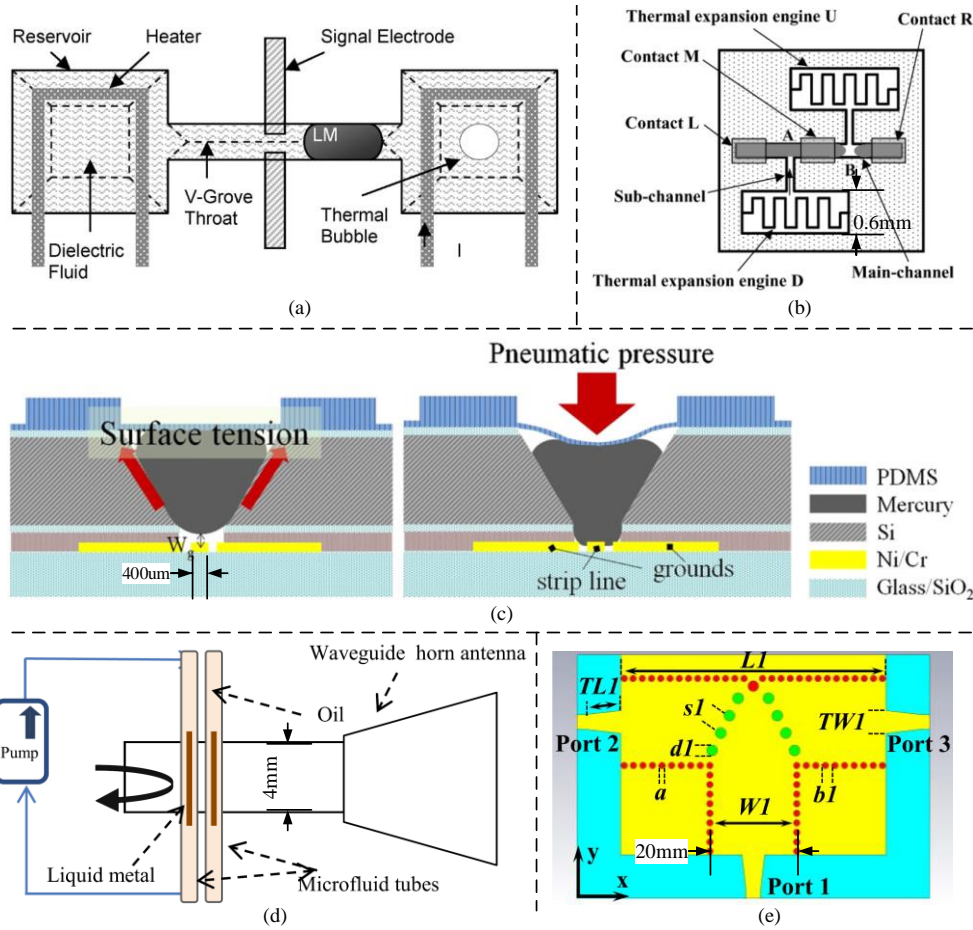 Reservoir
Heater
Signal Electrode
LM
V-Grove
Throat
Thermal
Bubble
Dielectric
Fluid
I
(a)
Thermal expansion engine U
Contact R
Contact M
Contact L
A
B
Sub-channel
0.6mm
Main-channel
Thermal expansion engine D
(b)
Surface tension
Wg
400um
Pneumatic pressure
strip line
grounds
PDMS
Mercury
Si
Ni/Cr
Glass/SiO2
(c)
Waveguide horn antenna
Oil
Pump
4mm
Liquid metal
Microfluid tubes
(d)
L1
TL1
s1
TW1
Port 2
d1
Port 3
a
b1
W1
20mm
y
x
Port 1
(e)